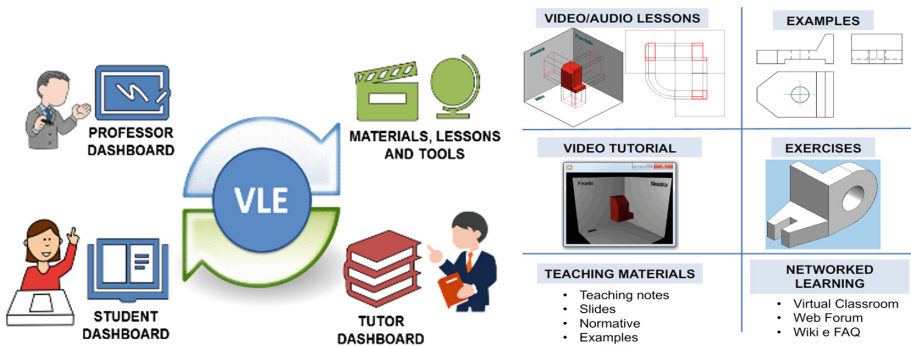 PROFESSOR
DASHBOARD
MATERIALS, LESSONS
AND TOOLS
VLE
STUDENT
DASHBOARD
TUTOR
DASHBOARD
VIDEO/AUDIO LESSONS
EXAMPLES
VIDEO TUTORIAL
EXERCISES
TEACHING MATERIALS
• Teaching notes
• Slides
• Normative
• Examples
NETWORKED
LEARNING
• Virtual Classroom
• Web Forum
• Wiki e FAQ